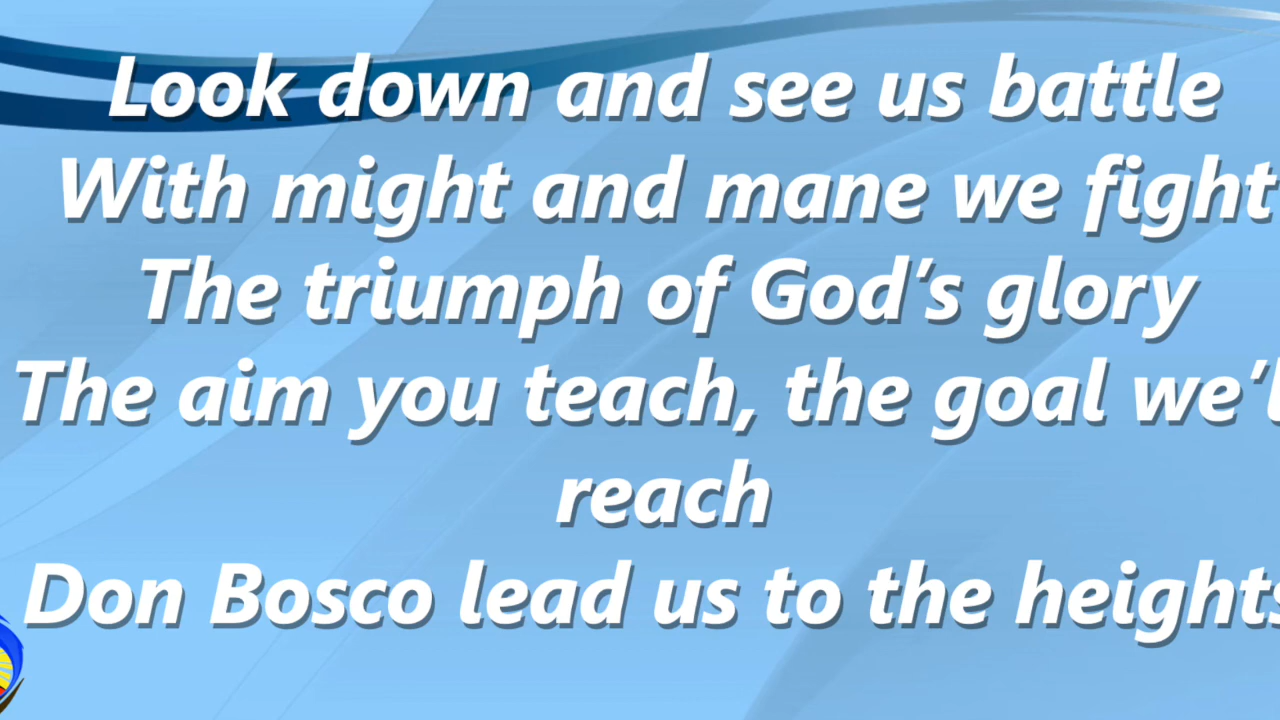 Look down and see us battle
With might and mane we fight
The triumph of God’s glory
The aim you teach, the goal we’ll
reach
Don Bosco lead us to the heights